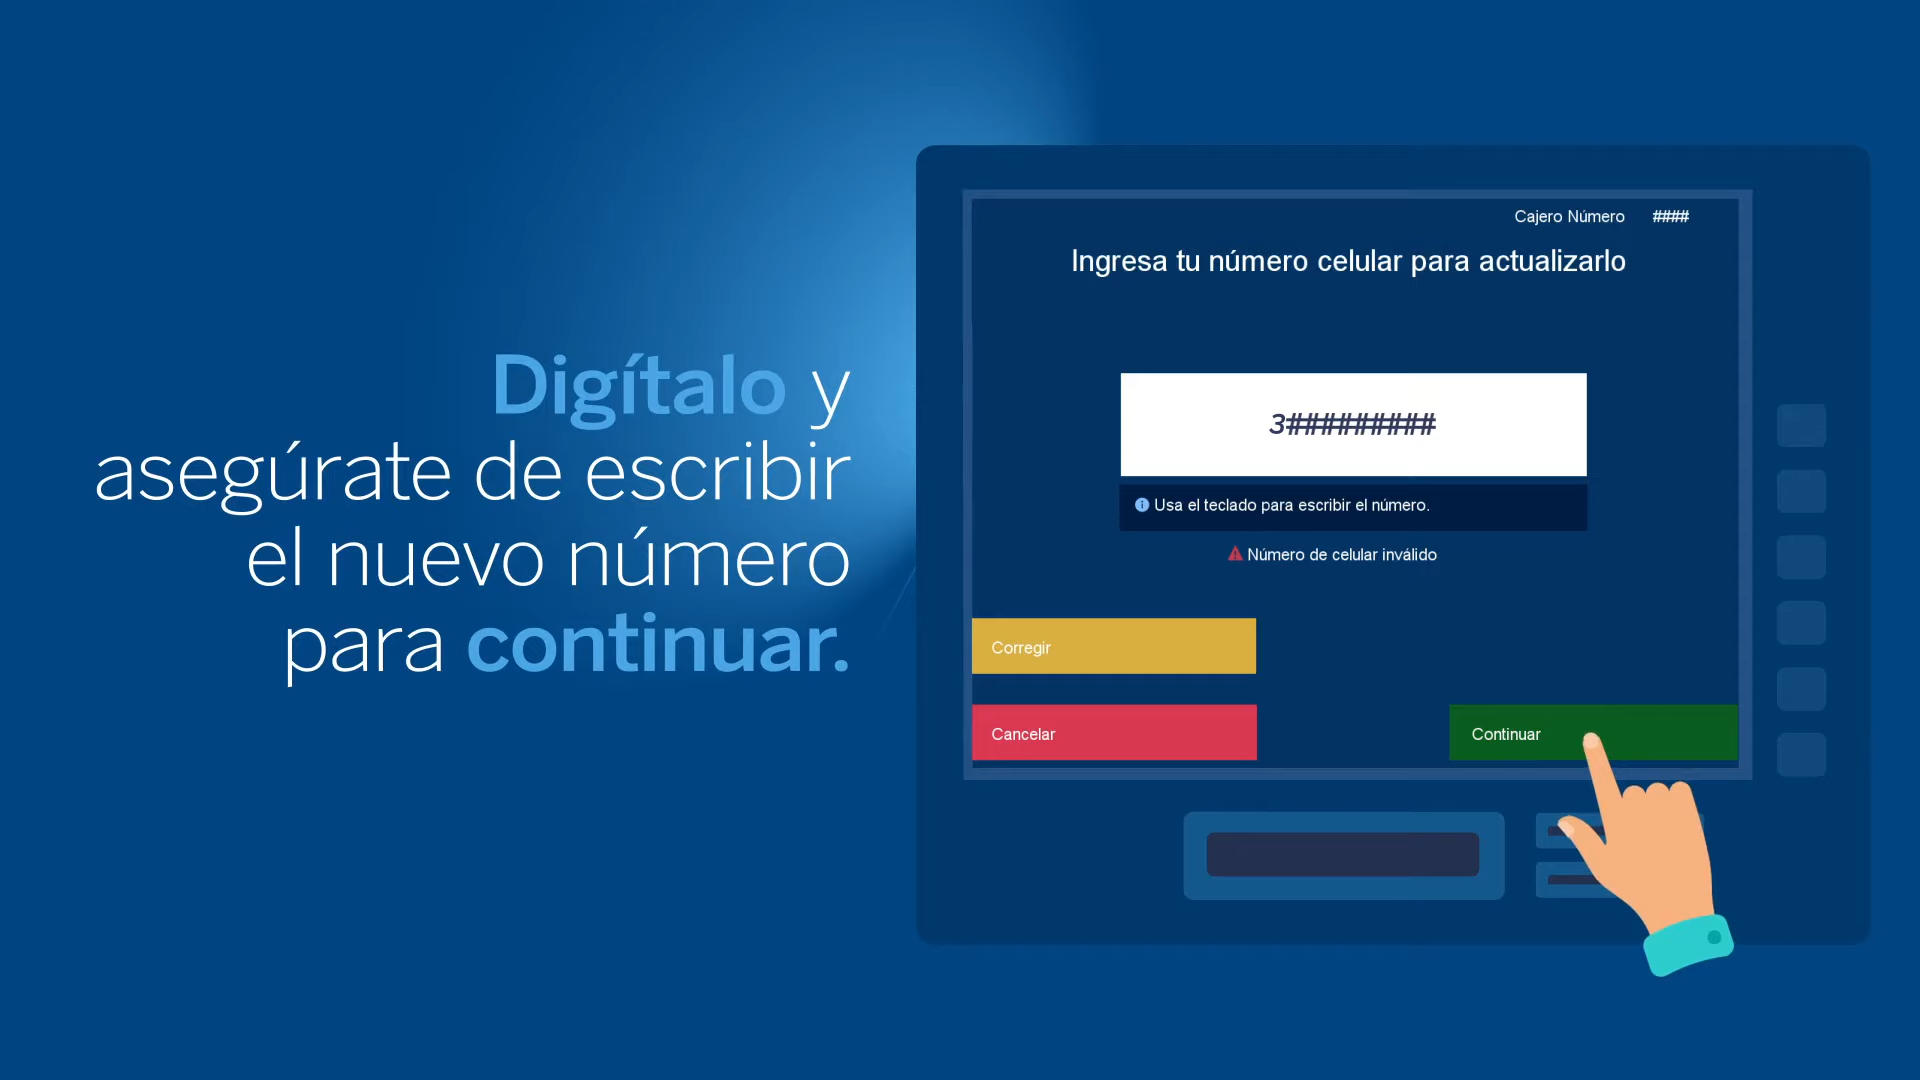 Digítalo y
asegúrate de escribir
el nuevo número
para continuar.
Cajero Número ####
Ingresa tu número celular para actualizarlo
3#########
Usa el teclado para escribir el número.
Número de celular inválido
Corregir
Cancelar
Continuar